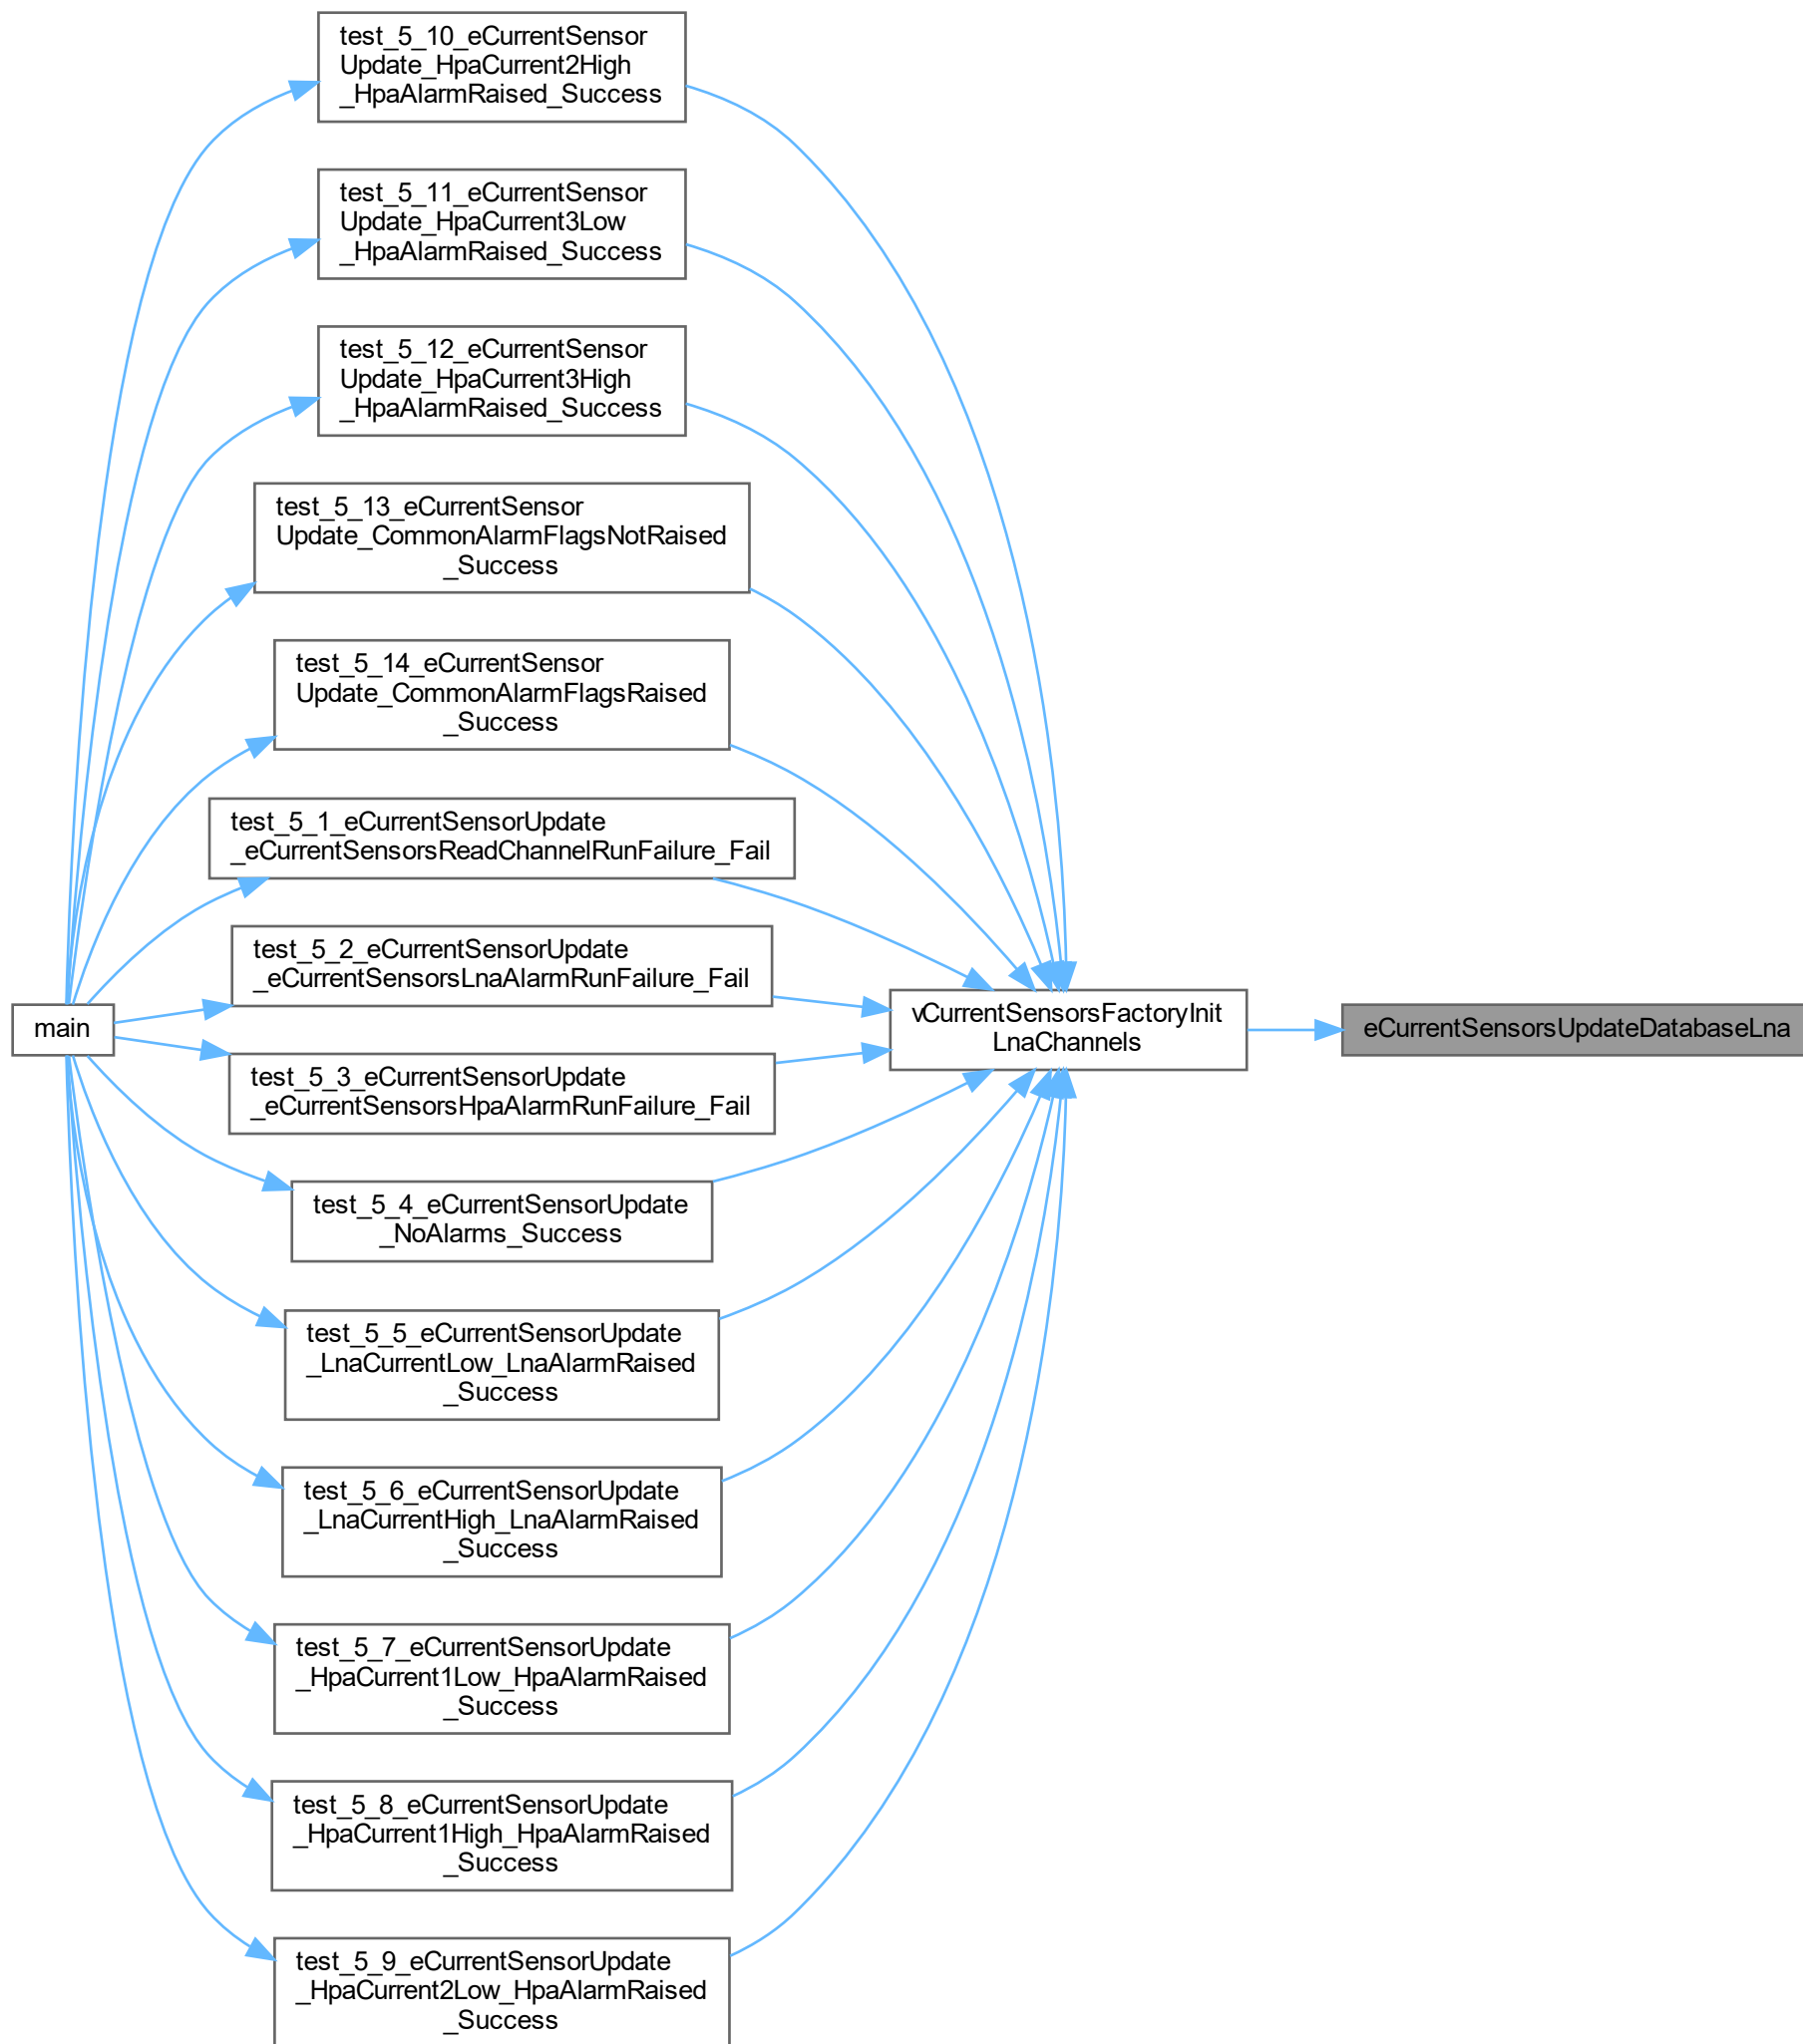 test_5_10_eCurrentSensor
Update_HpaCurrent2High
_HpaAlarmRaised_Success
test_5_11_eCurrentSensor
Update_HpaCurrent3Low
_HpaAlarmRaised_Success
test_5_12_eCurrentSensor
Update_HpaCurrent3High
_HpaAlarmRaised_Success
test_5_13_eCurrentSensor
Update_CommonAlarmFlagsNotRaised
_Success
test_5_14_eCurrentSensor
Update_CommonAlarmFlagsRaised
_Success
test_5_1_eCurrentSensorUpdate
_eCurrentSensorsReadChannelRunFailure_Fail
test_5_2_eCurrentSensorUpdate
_eCurrentSensorsLnaAlarmRunFailure_Fail
main
vCurrentSensorsFactoryInit
LnaChannels
eCurrentSensorsUpdateDatabaseLna
test_5_3_eCurrentSensorUpdate
_eCurrentSensorsHpaAlarmRunFailure_Fail
test_5_4_eCurrentSensorUpdate
_NoAlarms_Success
test_5_5_eCurrentSensorUpdate
_LnaCurrentLow_LnaAlarmRaised
_Success
test_5_6_eCurrentSensorUpdate
_LnaCurrentHigh_LnaAlarmRaised
_Success
test_5_7_eCurrentSensorUpdate
_HpaCurrent1Low_HpaAlarmRaised
_Success
test_5_8_eCurrentSensorUpdate
_HpaCurrent1High_HpaAlarmRaised
_Success
test_5_9_eCurrentSensorUpdate
_HpaCurrent2Low_HpaAlarmRaised
_Success